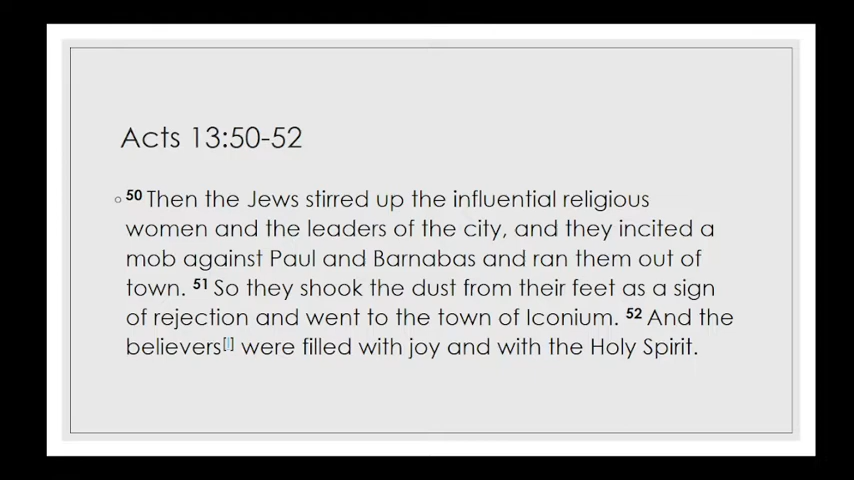 Acts 13:50-52
◦ 50 Then the Jews stirred up the influential religious
women and the leaders of the city, and they incited a
mob against Paul and Barnabas and ran them out of
town. 51 So they shook the dust from their feet as a sign
of rejection and went to the town of Iconium. 52 And the
believers[l] were filled with joy and with the Holy Spirit.